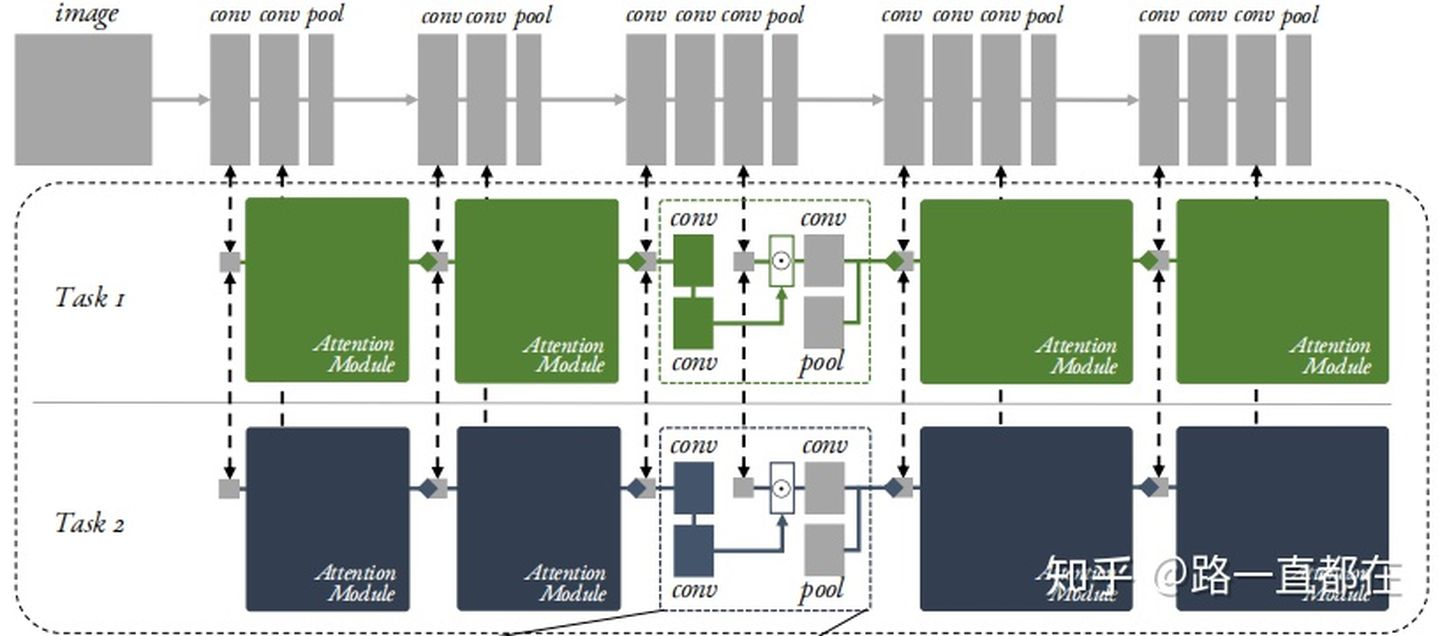 image conv conv pool conv conv pool conv conv conv pool conv conv conv pool conv conv conv pool
conv conv
Task 1
Attention Module
Attention Module
conv pool
Attention Module
Attention Module
conv conv
Task 2
Attention Module
Attention Module
conv pool
Attention Module
Attention Module
知乎 @路一直都在